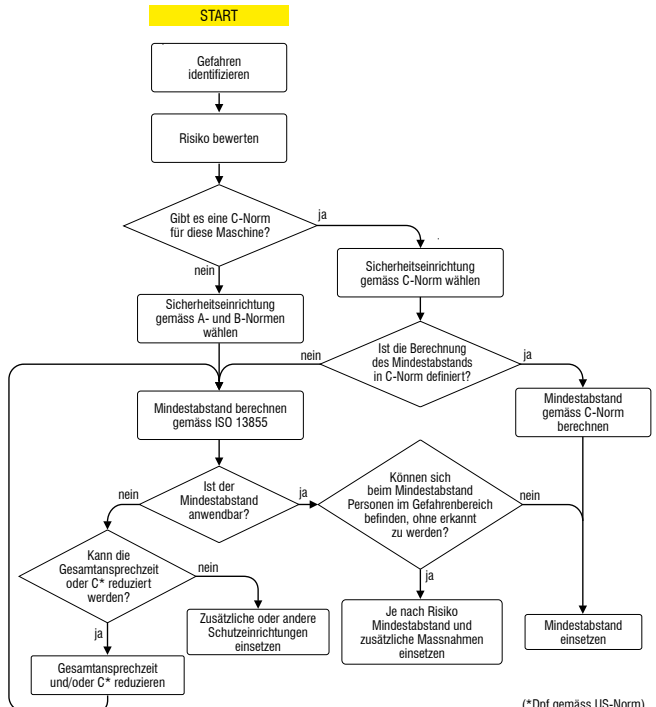 START
Gefahren
identifizieren
Risiko bewerten
Gibt es eine C-Norm
für diese Maschine?
ja
nein
Sicherheitseinrichtung
gemäss C-Norm wählen
Sicherheitseinrichtung
gemäss A- und B-Normen
wählen
Ist die Berechnung
des Mindestabstands
in C-Norm definiert?
nein
ja
Mindestabstand berechnen
gemäss ISO 13855
Mindestabstand
gemäss C-Norm
berechnen
Ist der
Mindestabstand
anwendbar?
nein
ja
Können sich
beim Mindestabstand
Personen im Gefahrenbereich
befinden, ohne erkannt
zu werden?
nein
ja
Kann die
Gesamtansprechzeit
oder C* reduziert
werden?
nein
ja
Zusätzliche oder andere
Schutzeinrichtungen
einsetzen
Je nach Risiko
Mindestabstand und
zusätzliche Massnahmen
einsetzen
Mindestabstand
einsetzen
Gesamtansprechzeit
und/oder C* reduzieren
(*Dpf gemäss US-Norm)